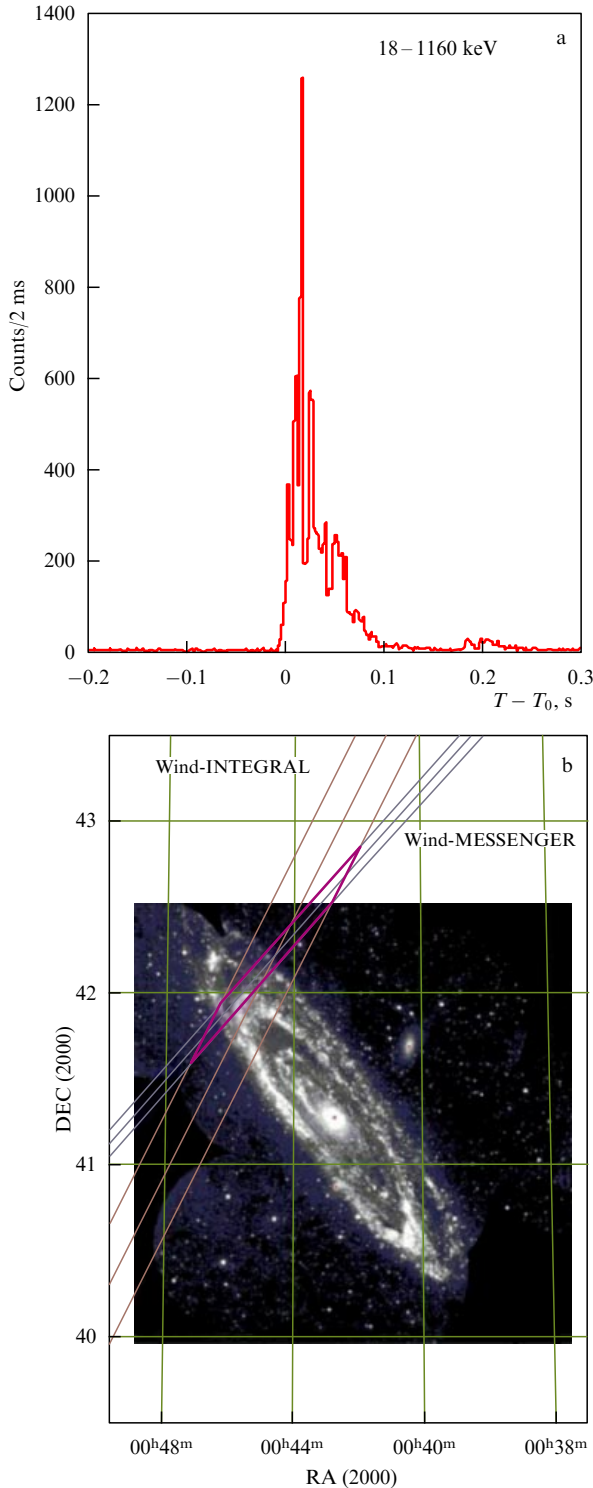 1400
18 – 1160 keV
a
1200
1000
800
600
400
200
0
Counts/2 ms
−0.2
−0.1
0
0.1
0.2
0.3
T − T₀, s
Wind-INTEGRAL
b
Wind-MESSENGER
43
42
41
40
DEC (2000)
00ʰ48ᵐ
00ʰ44ᵐ
00ʰ40ᵐ
00ʰ38ᵐ
RA (2000)